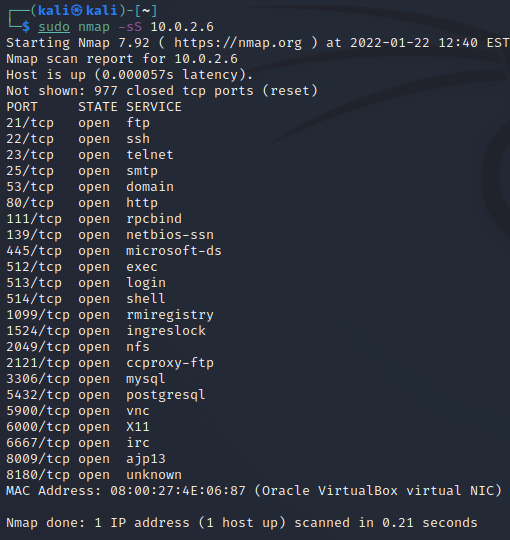 ┌──(kali㉿kali)-[~]
└─$ sudo nmap -sS 10.0.2.6
Starting Nmap 7.92 ( https://nmap.org ) at 2022-01-22 12:40 EST
Nmap scan report for 10.0.2.6
Host is up (0.000057s latency).
Not shown: 977 closed tcp ports (reset)
PORT     STATE SERVICE
21/tcp   open  ftp
22/tcp   open  ssh
23/tcp   open  telnet
25/tcp   open  smtp
53/tcp   open  domain
80/tcp   open  http
111/tcp  open  rpcbind
139/tcp  open  netbios-ssn
445/tcp  open  microsoft-ds
512/tcp  open  exec
513/tcp  open  login
514/tcp  open  shell
1099/tcp open  rmiregistry
1524/tcp open  ingreslock
2049/tcp open  nfs
2121/tcp open  ccproxy-ftp
3306/tcp open  mysql
5432/tcp open  postgresql
5900/tcp open  vnc
6000/tcp open  X11
6667/tcp open  irc
8009/tcp open  ajp13
8180/tcp open  unknown
MAC Address: 08:00:27:4E:06:87 (Oracle VirtualBox virtual NIC)
Nmap done: 1 IP address (1 host up) scanned in 0.21 seconds